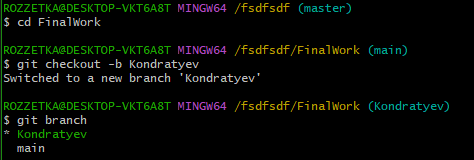 ROZZETKA@DESKTOP-VKT6A8T MINGW64 /fsdfsdf (master)
$ cd FinalWork
ROZZETKA@DESKTOP-VKT6A8T MINGW64 /fsdfsdf/FinalWork (main)
$ git checkout -b Kondratyev
Switched to a new branch 'Kondratyev'
ROZZETKA@DESKTOP-VKT6A8T MINGW64 /fsdfsdf/FinalWork (Kondratyev)
$ git branch
* Kondratyev
main